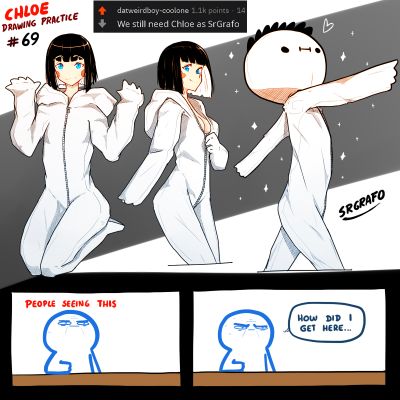 CHLOE
DRAWING PRACTICE
#69
datweirdboy-coolone 1.1k points · 14
We still need Chloe as SrGrafo
SRGRAFO
PEOPLE SEEING THIS
HOW DID I
GET HERE...